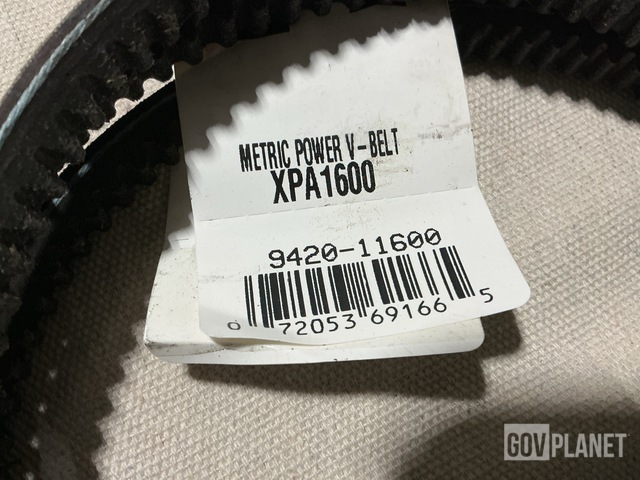 METRIC POWER V-BELT
XPA1600
9420-11600
0 72053 69166 5
GOVPLANET